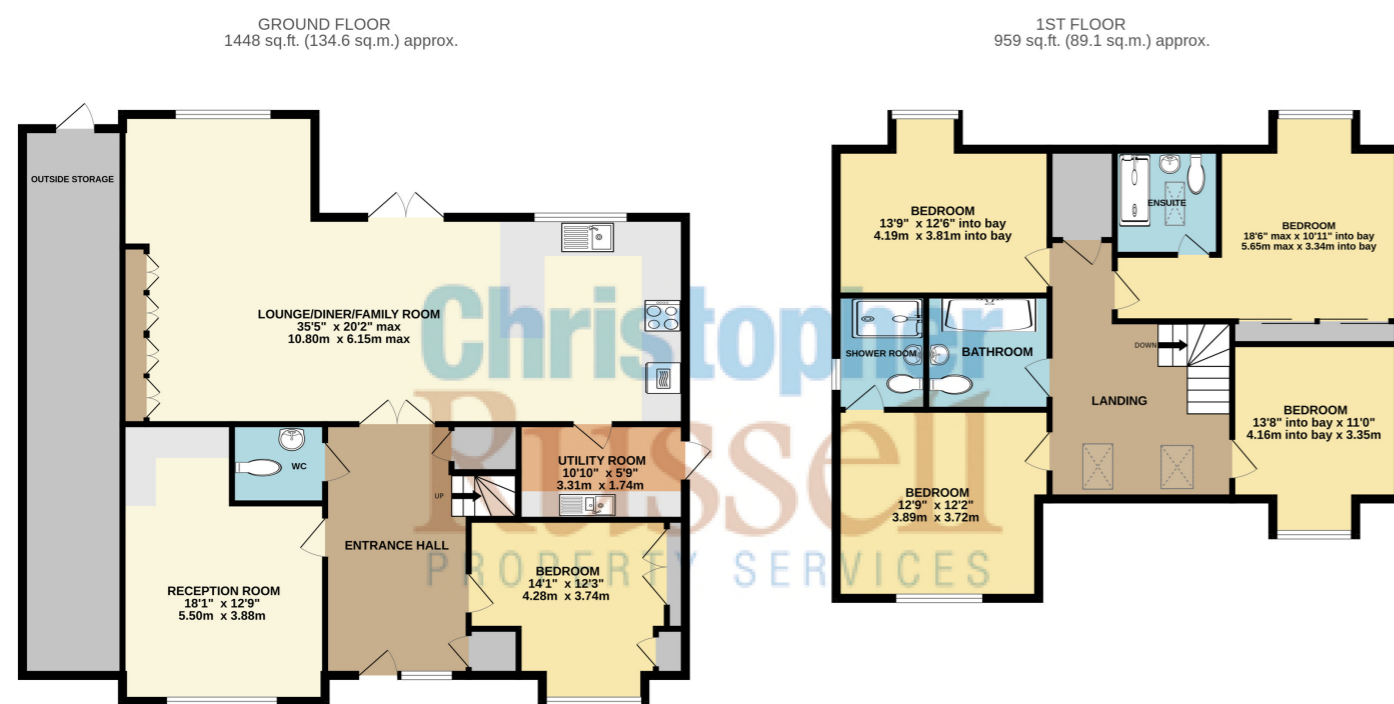 GROUND FLOOR
1448 sq.ft. (134.6 sq.m.) approx.
OUTSIDE STORAGE
LOUNGE/DINER/FAMILY ROOM
35'5" x 20'2" max
10.80m x 6.15m max
WC
UTILITY ROOM
10'10" x 5'9"
3.31m x 1.74m
UP
ENTRANCE HALL
RECEPTION ROOM
18'1" x 12'9"
5.50m x 3.88m
BEDROOM
14'1" x 12'3"
4.28m x 3.74m
1ST FLOOR
959 sq.ft. (89.1 sq.m.) approx.
BEDROOM
13'9" x 12'6" into bay
4.19m x 3.81m into bay
ENSUITE
BEDROOM
18'6" max x 10'11" into bay
5.65m max x 3.34m into bay
SHOWER ROOM
BATHROOM
DOWN
LANDING
BEDROOM
13'8" into bay x 11'0"
4.16m into bay x 3.35m
BEDROOM
12'9" x 12'2"
3.89m x 3.72m
Christopher
Russell
PROPERTY SERVICES